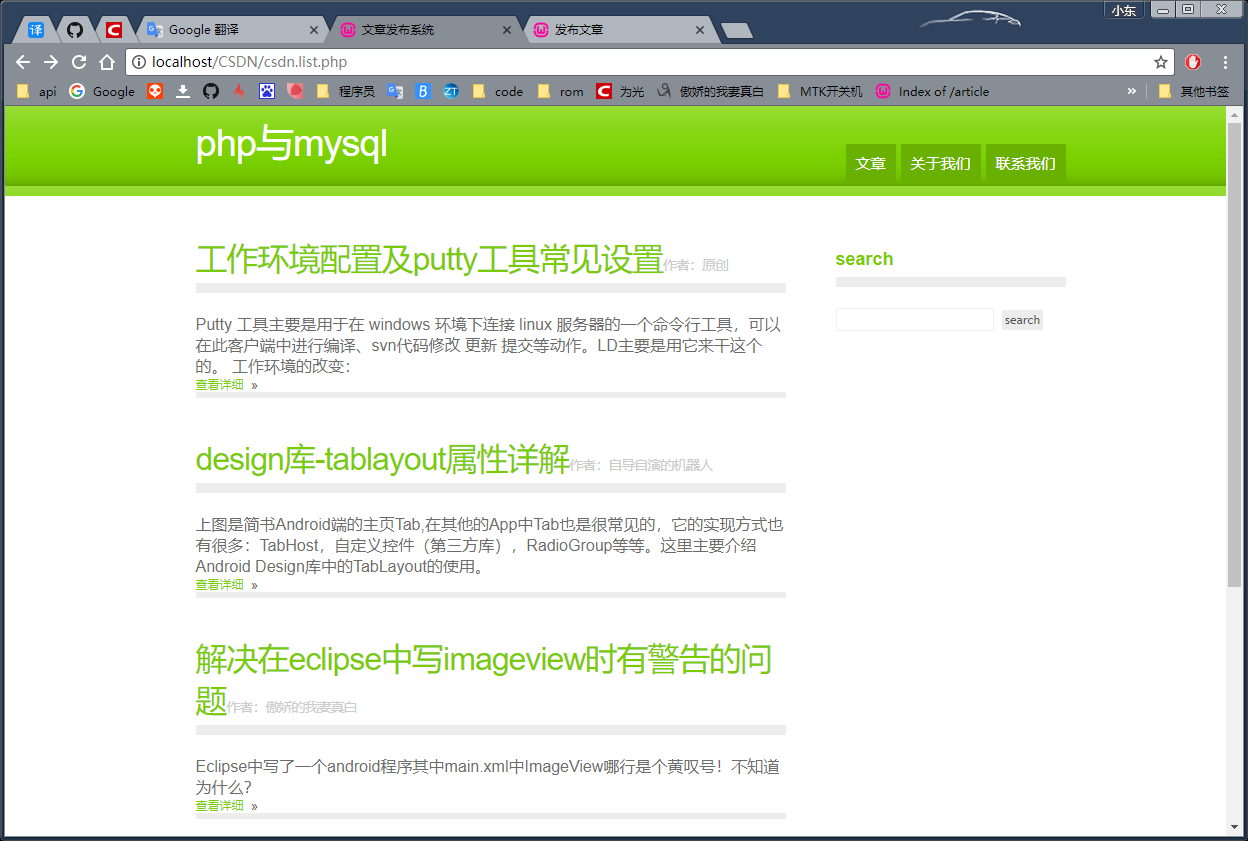 小东
译
Google 翻译
文章发布系统
发布文章
localhost/CSDN/csdn.list.php
api
Google
程序员
B
ZT
code
rom
C
为光
傲娇的我妻真白
MTK开关机
Index of /article
»
其他书签
php与mysql
文章
关于我们
联系我们
工作环境配置及putty工具常见设置作者：原创
search
Putty 工具主要是用于在 windows 环境下连接 linux 服务器的一个命令行工具，可以
在此客户端中进行编译、svn代码修改 更新 提交等动作。LD主要是用它来干这个
的。 工作环境的改变：
查看详细 »
search
design库-tablayout属性详解作者：自导自演的机器人
上图是简书Android端的主页Tab,在其他的App中Tab也是很常见的，它的实现方式也
有很多：TabHost，自定义控件（第三方库），RadioGroup等等。这里主要介绍
Android Design库中的TabLayout的使用。
查看详细 »
解决在eclipse中写imageview时有警告的问
题作者：傲娇的我妻真白
Eclipse中写了一个android程序其中main.xml中ImageView哪行是个黄叹号！不知道
为什么？
查看详细 »